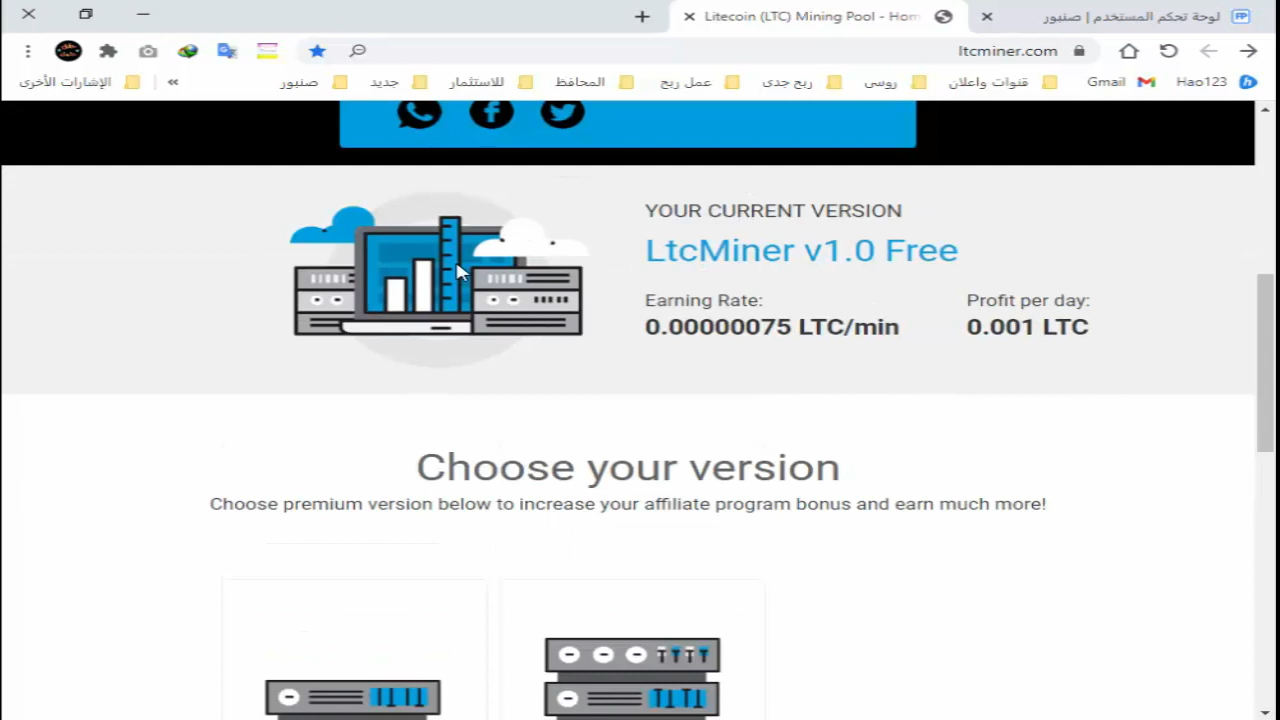 Litecoin (LTC) Mining Pool - Hom
لوحة تحكم المستخدم | صنبور
FP
ltcminer.com
Hao123
Gmail
قنوات واعلان
روسى
ربح جدى
عمل ربح
المحافظ
للاستثمار
جديد
صنبور
«
الإشارات الأخرى
YOUR CURRENT VERSION
LtcMiner v1.0 Free
Earning Rate:
Profit per day:
0.00000075 LTC/min
0.001 LTC
Choose your version
Choose premium version below to increase your affiliate program bonus and earn much more!